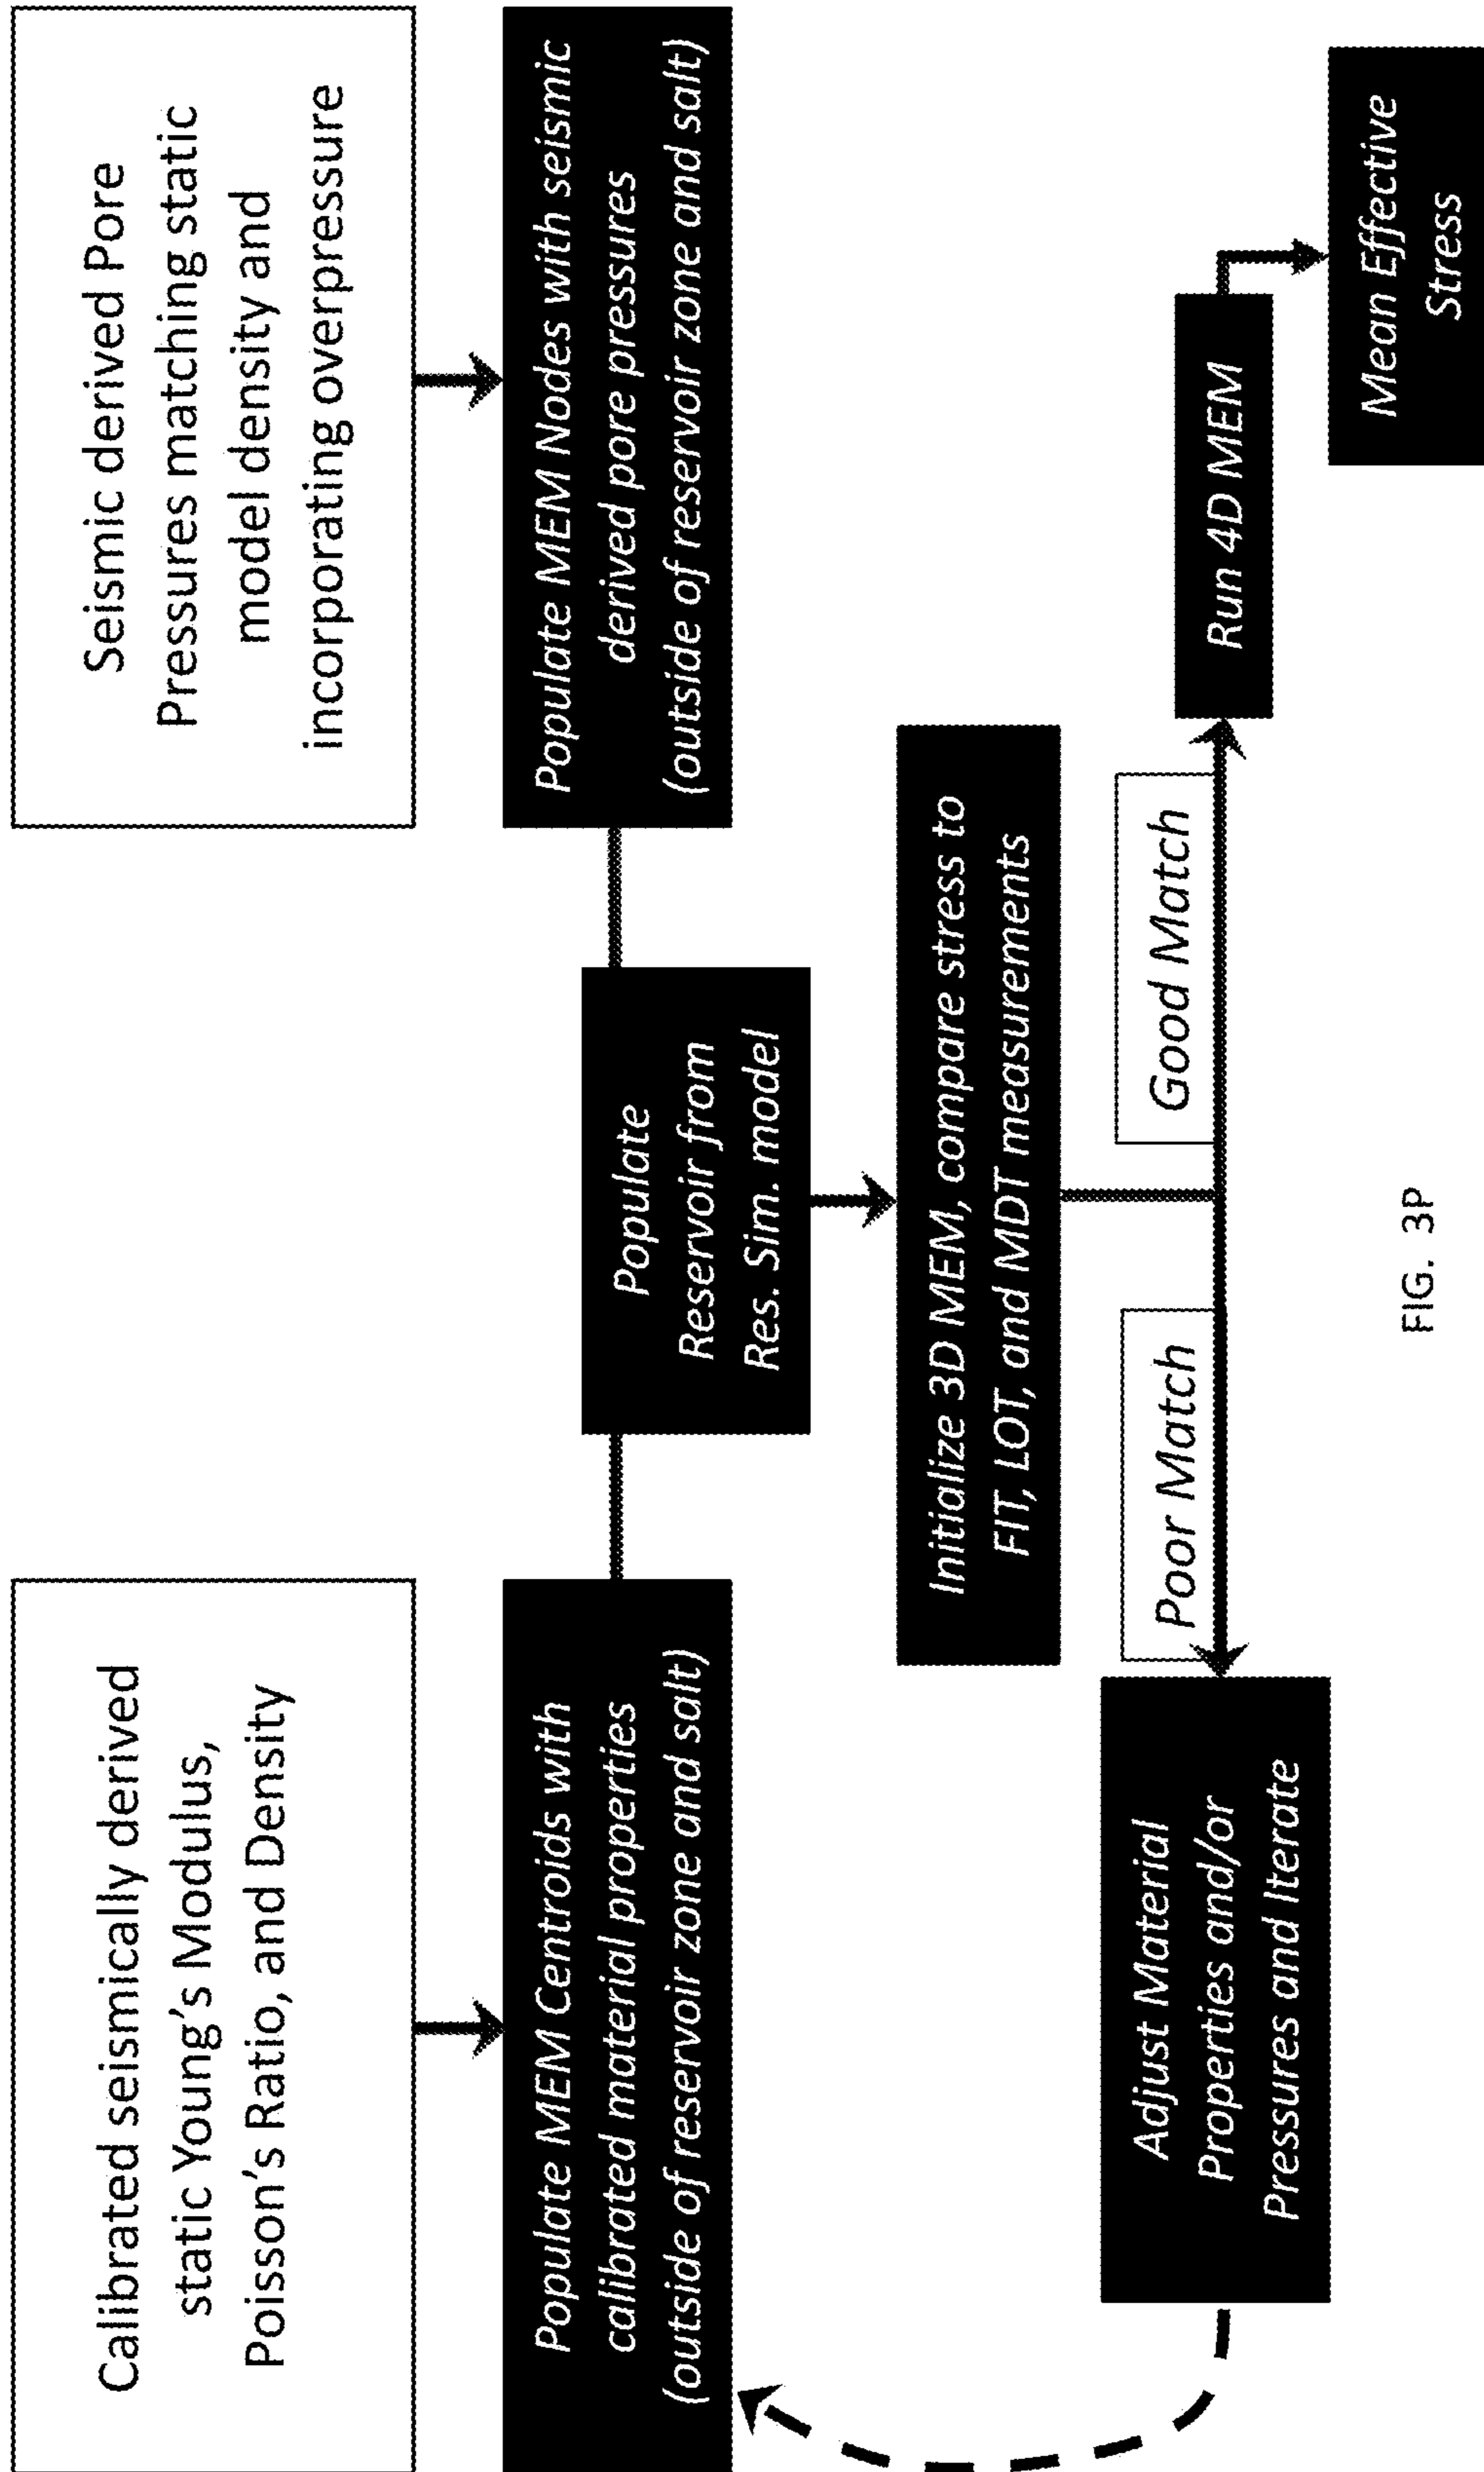 Calibrated seismically derived
static Young's Modulus,
Poisson's Ratio, and Density
Seismic derived Pore
Pressures matching static
model density and
incorporating overpressure
Populate MEM Centroids with
calibrated material properties
(outside of reservoir zone and salt)
Populate
Reservoir from
Res. Sim. model
Populate MEM Nodes with seismic
derived pore pressures
(outside of reservoir zone and salt)
Initialize 3D MEM, compare stress to
FIT, LOT, and MDT measurements
Poor Match
Good Match
Adjust Material
Properties and/or
Pressures and Iterate
Run 4D MEM
Mean Effective
Stress
FIG. 3P